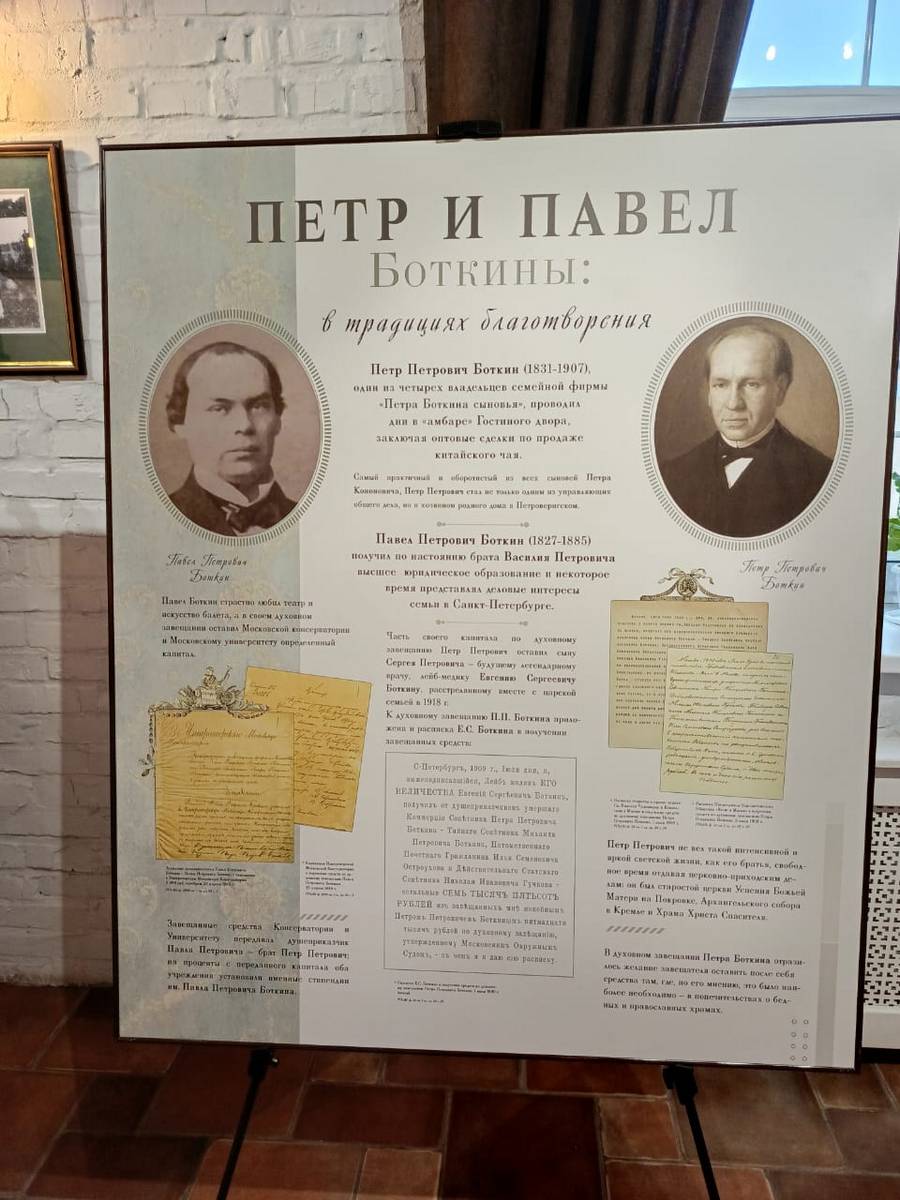 ПЕТР И ПАВЕЛ
Боткины:
в традициях благотворения
Петр Петрович Боткин (1831-1907),
один из четырех владельцев семейной фирмы
«Петра Боткина сыновья», проводил
дни в «амбаре» Гостиного двора,
заключая оптовые сделки по продаже
китайского чая.
Самый практичный и оборотистый из всех сыновей Петра
Кононовича, Петр Петрович стал не только одним из управляющих
общего дела, но и хозяином родного дома в Петроверигском.
Павел Петрович Боткин (1827-1885)
получил по настоянию брата Василия Петровича
высшее юридическое образование и некоторое
время представлял деловые интересы
семьи в Санкт-Петербурге.
Часть своего капитала по духовному
завещанию Петр Петрович оставил сыну
Сергея Петровича – будущему легендарному
врачу, лейб-медику Евгению Сергеевичу
Боткину, расстрелянному вместе с царской
семьей в 1918 г.
К духовному завещанию П.П. Боткина прило-
жена и расписка Е.С. Боткина в получении
завещанных средств:
С-Петербургъ, 1909 г., Іюля дня, я,
нижеподписавшійся, Лейбъ медикъ ЕГО
ВЕЛИЧЕСТВА Евгеній Сергѣевичъ Боткинъ,
получилъ от душеприказчиковъ умершаго
Коммерціи Совѣтника Петра Петровича
Боткина - Тайнаго Совѣтника Михаила
Петровича Боткина, Потомственнаго
Почетнаго Гражданина Ильи Семеновича
Остроухова и Дѣйствительнаго Статскаго
Совѣтника Николая Ивановича Гучкова -
остальные СЕМЬ ТЫСЯЧЪ ПЯТЬСОТЪ
РУБЛЕЙ изъ завѣщанныхъ мнѣ покойнымъ
Петромъ Петровичемъ Боткинымъ пятнадцати
тысячъ рублей по духовному завѣщанію,
утвержденному Московскимъ Окружнымъ
Судомъ, - въ чемъ я и даю сію расписку.
Павел Петрович
Боткин
Павел Боткин страстно любил театр и
искусство балета, а в своем духовном
завещании оставил Московской консерватории
и Московскому университету определенный
капитал.
Завещанные средства Консерватории и
Университету передавал душеприказчик
Павла Петровича – брат Петр Петрович;
на проценты с переданного капитала оба
учреждения установили именные стипендии
им. Павла Петровича Боткина.
Петр Петрович
Боткин
Петр Петрович не вел такой интенсивной и
яркой светской жизни, как его братья, свобод-
ное время отдавая церковно-приходским де-
лам: он был старостой церкви Успения Божьей
Матери на Покровке, Архангельского собора
в Кремле и Храма Христа Спасителя.
В духовном завещании Петра Боткина отрази-
лось желание завещателя оставить после себя
средства там, где, по его мнению, это было наи-
более необходимо – в попечительствах о бед-
ных и православных храмах.